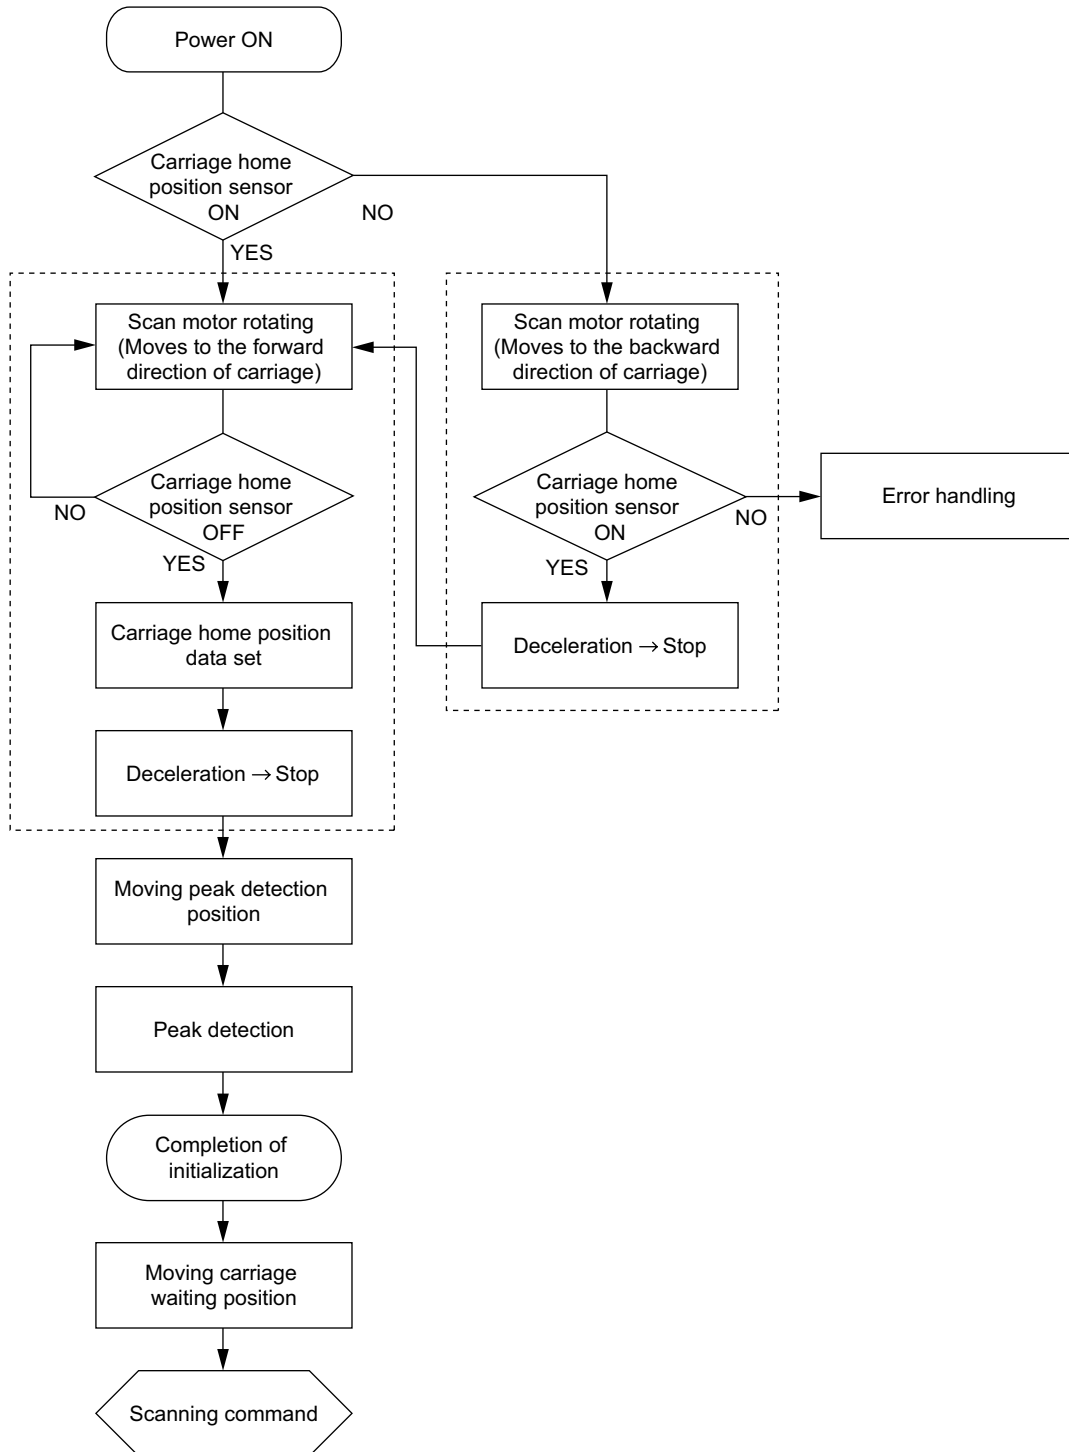 Power ON
Carriage home
position sensor
ON
NO
YES
Scan motor rotating
(Moves to the forward
direction of carriage)
Scan motor rotating
(Moves to the backward
direction of carriage)
Carriage home
position sensor
OFF
NO
YES
Carriage home
position sensor
ON
NO
YES
Error handling
Carriage home position
data set
Deceleration → Stop
Deceleration → Stop
Moving peak detection
position
Peak detection
Completion of
initialization
Moving carriage
waiting position
Scanning command